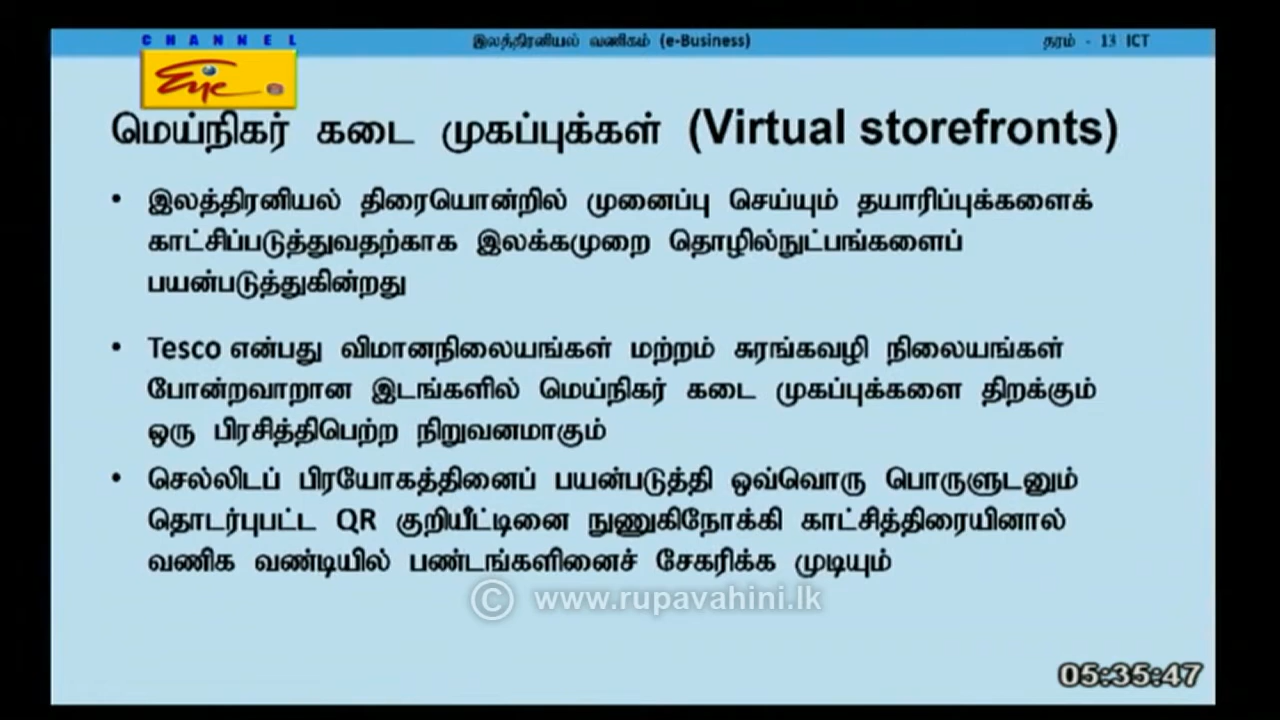 CHANNEL
Eye
இலத்திரனியல் வணிகம் (e-Business)
தரம் - 13 ICT
மெய்நிகர் கடை முகப்புக்கள் (Virtual storefronts)
• இலத்திரனியல் திரையொன்றில் முனைப்பு செய்யும் தயாரிப்புக்களைக்
காட்சிப்படுத்துவதற்காக இலக்கமுறை தொழில்நுட்பங்களைப்
பயன்படுத்துகின்றது
• Tesco என்பது விமானநிலையங்கள் மற்றம் சுரங்கவழி நிலையங்கள்
போன்றவாறான இடங்களில் மெய்நிகர் கடை முகப்புக்களை திறக்கும்
ஒரு பிரசித்திபெற்ற நிறுவனமாகும்
• செல்லிடப் பிரயோகத்தினைப் பயன்படுத்தி ஒவ்வொரு பொருளுடனும்
தொடர்புபட்ட QR குறியீட்டினை நுணுகிநோக்கி காட்சித்திரையினால்
வணிக வண்டியில் பண்டங்களினைச் சேகரிக்க முடியும்
© www.rupavahini.lk
05:35:47